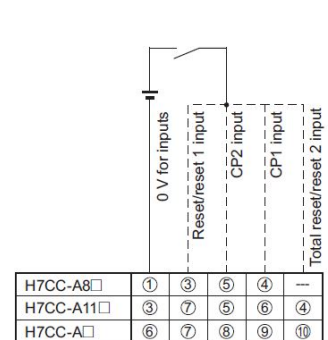 0 V for inputs
Reset/reset 1 input
CP2 input
CP1 input
Total reset/reset 2 input
H7CC-A8□ ① ③ ⑤ ④ ---
H7CC-A11□ ③ ⑦ ⑤ ⑥ ④
H7CC-A□ ⑥ ⑦ ⑧ ⑨ ⑩